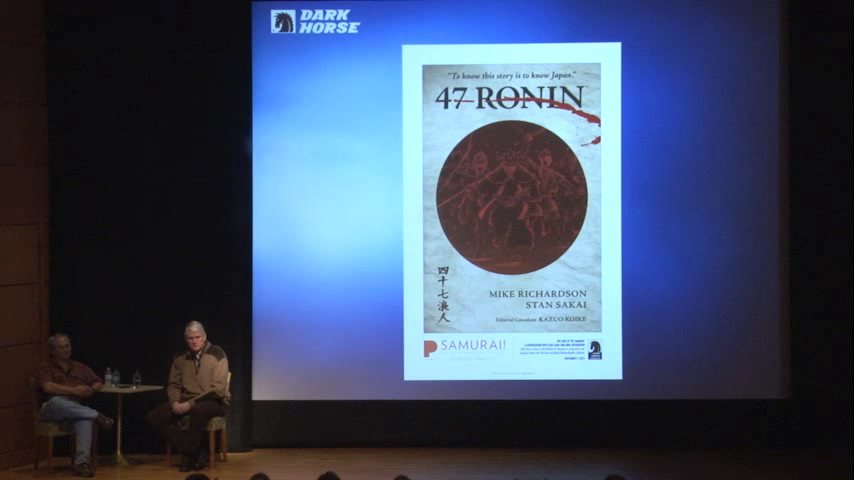 DARK
HORSE
"To know this story is to know Japan."
47 RONIN
四十七浪人
MIKE RICHARDSON
STAN SAKAI
Editorial Consultant KAZUO KOIKE
SAMURAI!